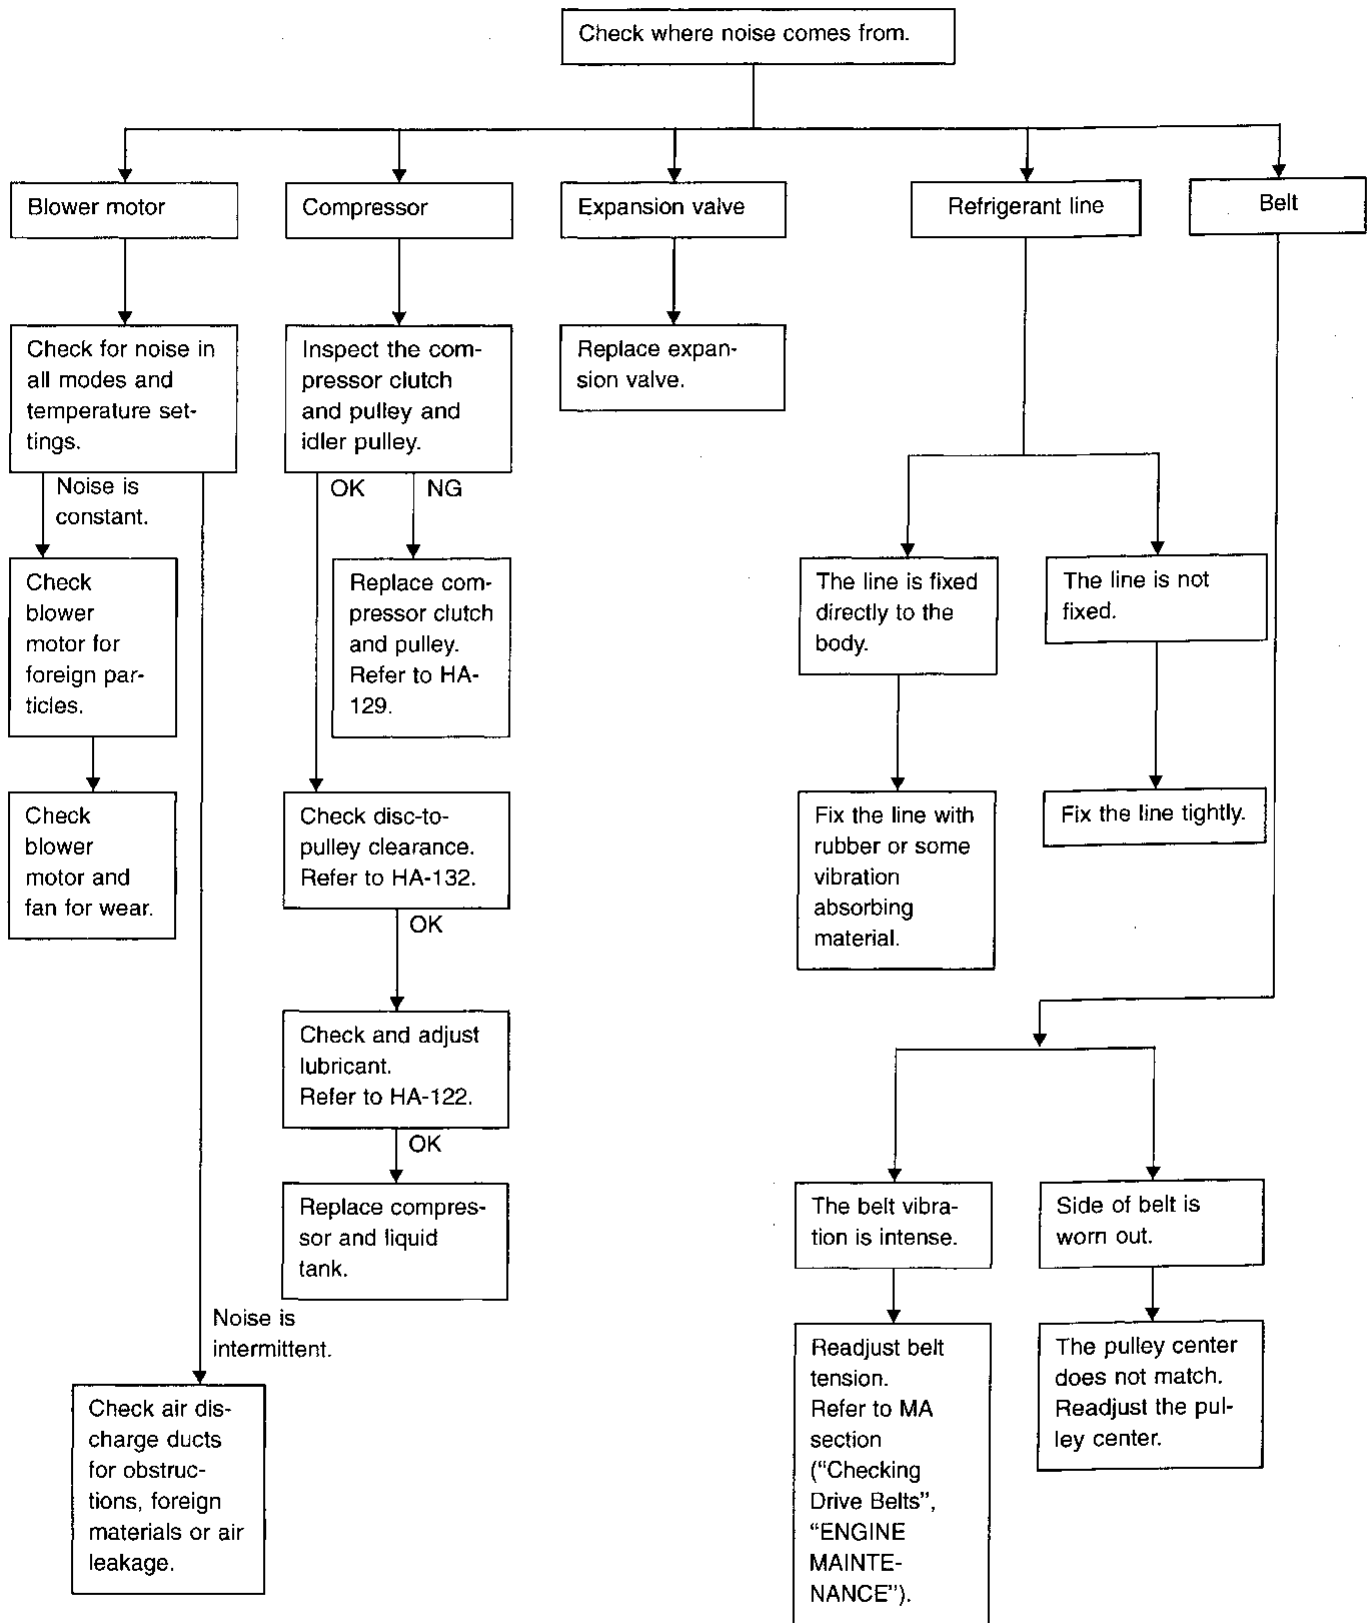 Check where noise comes from.
Blower motor
Compressor
Expansion valve
Refrigerant line
Belt
Check for noise in
all modes and
temperature set-
tings.
Inspect the com-
pressor clutch
and pulley and
idler pulley.
Replace expan-
sion valve.
Noise is
constant.
OK
NG
Check
blower
motor for
foreign par-
ticles.
Replace com-
pressor clutch
and pulley.
Refer to HA-
129.
The line is fixed
directly to the
body.
The line is not
fixed.
Check
blower
motor and
fan for wear.
Check disc-to-
pulley clearance.
Refer to HA-132.
Fix the line with
rubber or some
vibration
absorbing
material.
Fix the line tightly.
OK
Check and adjust
lubricant.
Refer to HA-122.
OK
Replace compres-
sor and liquid
tank.
The belt vibra-
tion is intense.
Side of belt is
worn out.
Noise is
intermittent.
Check air dis-
charge ducts
for obstruc-
tions, foreign
materials or air
leakage.
Readjust belt
tension.
Refer to MA
section
(“Checking
Drive Belts”,
“ENGINE
MAINTE-
NANCE”).
The pulley center
does not match.
Readjust the pul-
ley center.